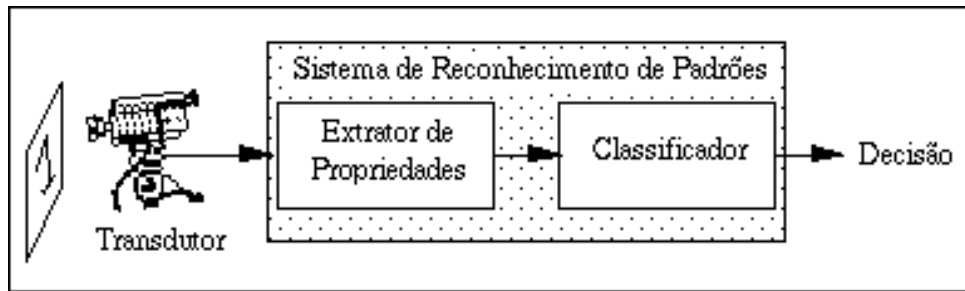 Sistema de Reconhecimento de Padrões
Extrator de
Propriedades
Classificador
Decisão
Transdutor